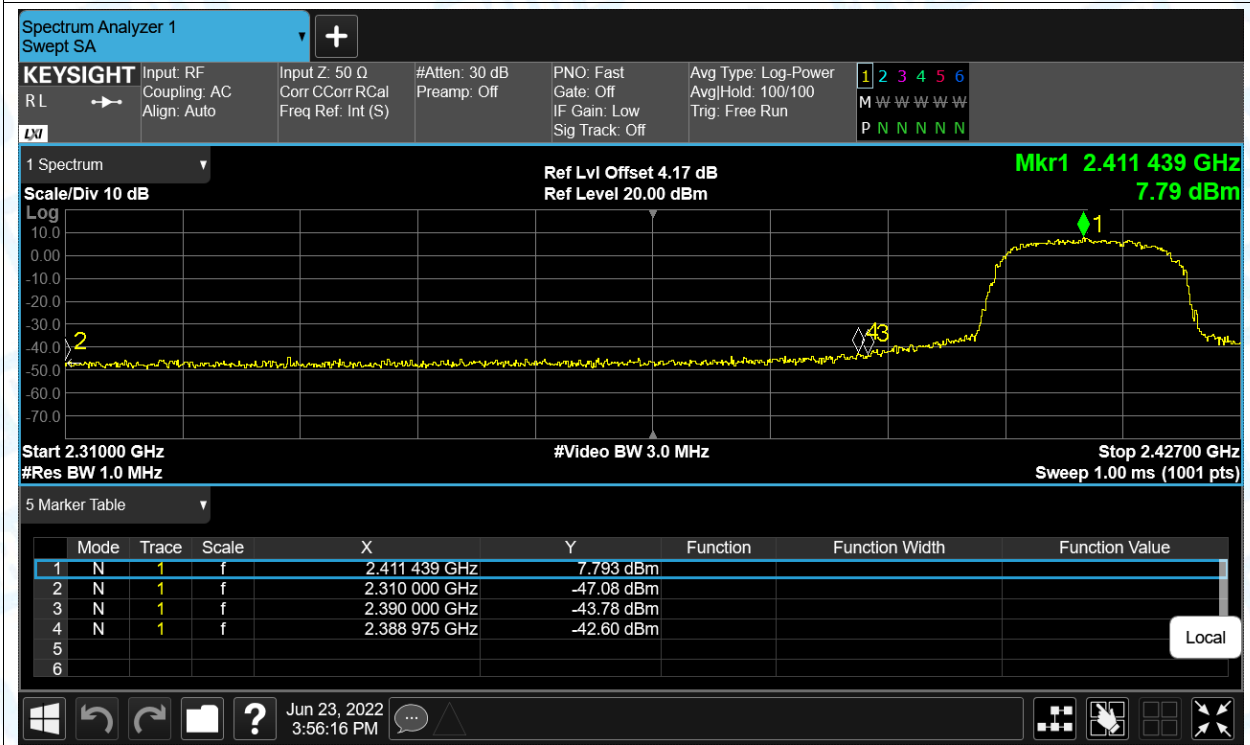 Spectrum Analyzer 1
Swept SA
+
KEYSIGHT
R L
LXI
Input: RF
Coupling: AC
Align: Auto
Input Z: 50 Ω
Corr CCorr RCal
Freq Ref: Int (S)
#Atten: 30 dB
Preamp: Off
PNO: Fast
Gate: Off
IF Gain: Low
Sig Track: Off
Avg Type: Log-Power
Avg|Hold: 100/100
Trig: Free Run
1 2 3 4 5 6
M W W W W W
P N N N N N
1 Spectrum
Scale/Div 10 dB
Ref Lvl Offset 4.17 dB
Ref Level 20.00 dBm
Mkr1 2.411 439 GHz
7.79 dBm
Log
10.0
0.00
-10.0
-20.0
-30.0
-40.0
-50.0
-60.0
-70.0
2
43
1
Start 2.31000 GHz
#Res BW 1.0 MHz
#Video BW 3.0 MHz
Stop 2.42700 GHz
Sweep 1.00 ms (1001 pts)
5 Marker Table
Mode Trace Scale X Y Function Function Width Function Value
1 N 1 f 2.411 439 GHz 7.793 dBm
2 N 1 f 2.310 000 GHz -47.08 dBm
3 N 1 f 2.390 000 GHz -43.78 dBm
4 N 1 f 2.388 975 GHz -42.60 dBm
5
6
Local
?
Jun 23, 2022
3:56:16 PM